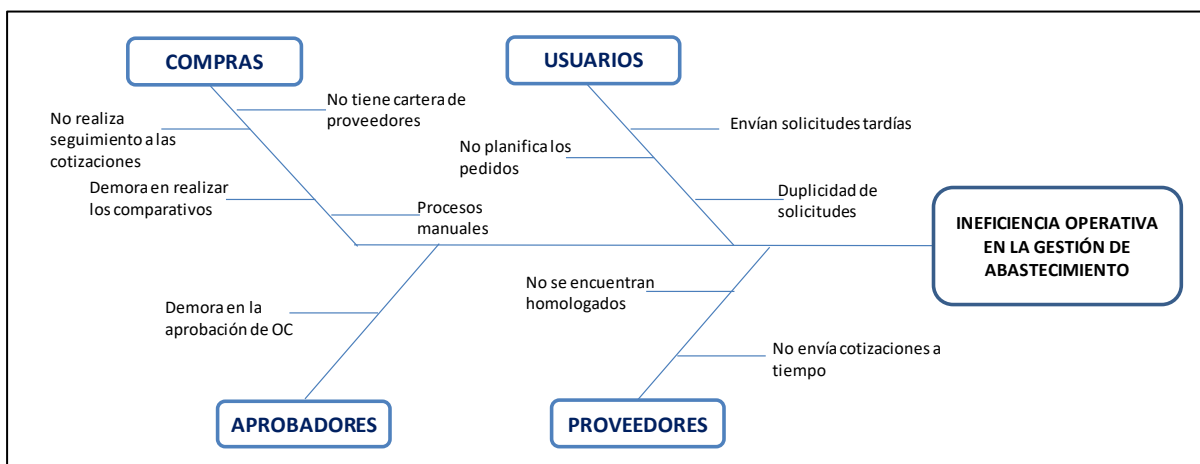 COMPRAS
USUARIOS
No tiene cartera de
proveedores
No realiza
seguimiento a las
cotizaciones
Demora en realizar
los comparativos
Procesos
manuales
Envían solicitudes tardías
No planifica los
pedidos
Duplicidad de
solicitudes
INEFICIENCIA OPERATIVA
EN LA GESTIÓN DE
ABASTECIMIENTO
Demora en la
aprobación de OC
No se encuentran
homologados
No envía cotizaciones a
tiempo
APROBADORES
PROVEEDORES